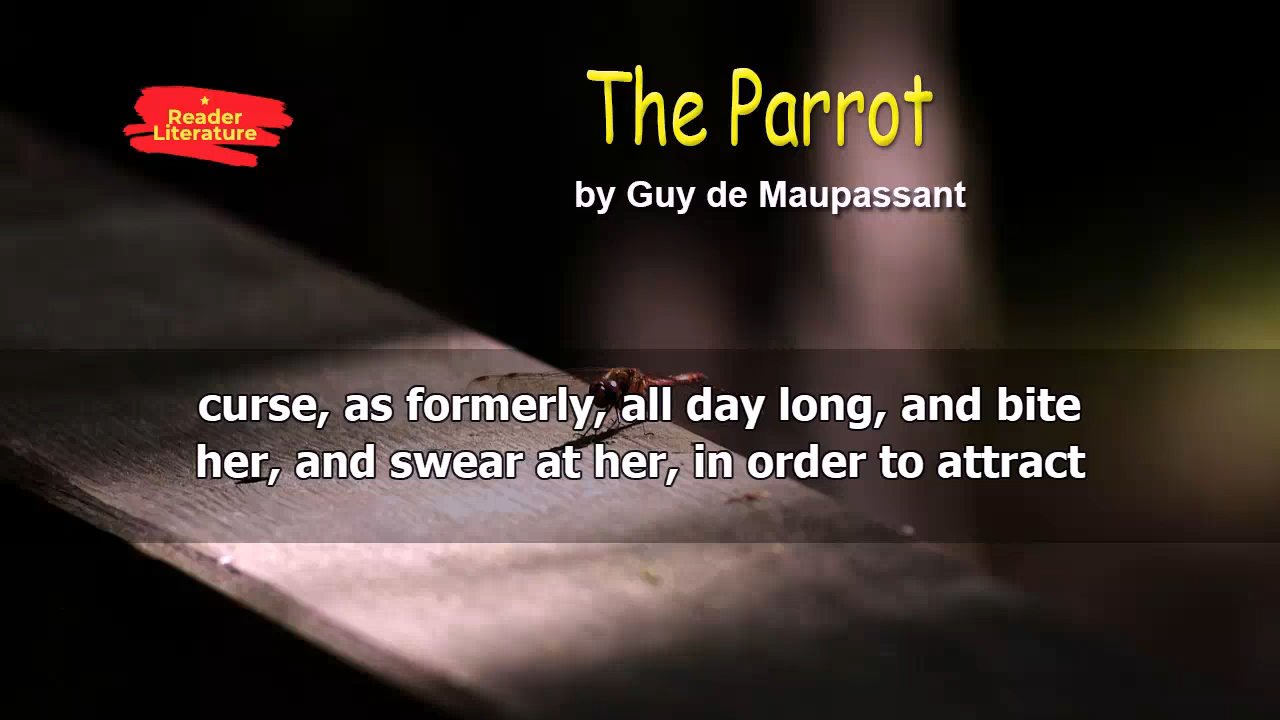 The Parrot
Reader
Literature
by Guy de Maupassant
curse, as formerly, all day long, and bite
her, and swear at her, in order to attract